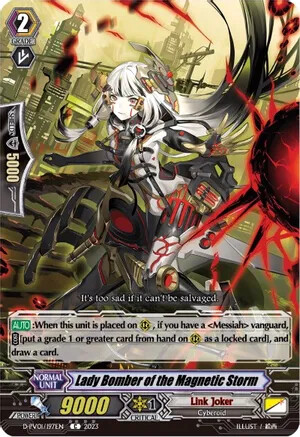 2
GRADE
5000
It's too sad if it can't be salvaged.
AUTO:When this unit is placed on R, if you have a <Messiah> vanguard,
[put a grade 1 or greater card from hand on R as a locked card], and
draw a card.
NORMAL UNIT
Lady Bomber of the Magnetic Storm
POWER 9000
1 CRITICAL
Link Joker
Cyberoid
D-PV01/197EN C 2023
ILLUST /